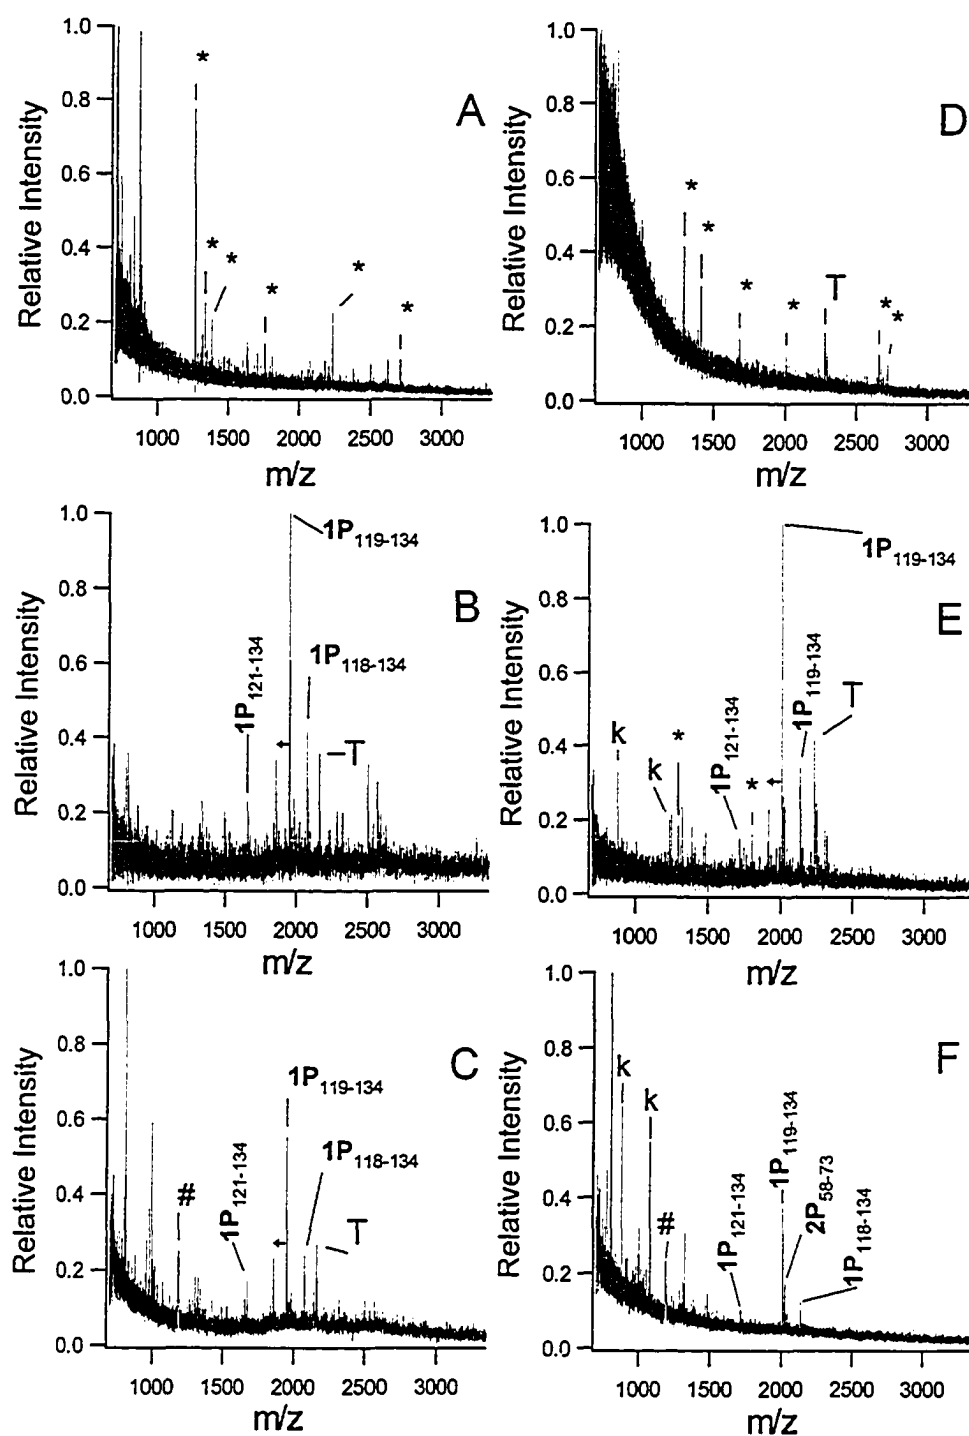 A
Relative Intensity
1.0
0.8
0.6
0.4
0.2
0.0
* * * * * *
1000 1500 2000 2500 3000
m/z
D
Relative Intensity
1.0
0.8
0.6
0.4
0.2
0.0
* * * * T * *
1000 1500 2000 2500 3000
m/z
B
Relative Intensity
1.0
0.8
0.6
0.4
0.2
0.0
1P119-134
1P118-134
1P121-134
T
1000 1500 2000 2500 3000
m/z
E
Relative Intensity
1.0
0.8
0.6
0.4
0.2
0.0
1P119-134
k
k
*
1P121-134
*
1P119-134
T
1000 1500 2000 2500 3000
m/z
C
Relative Intensity
1.0
0.8
0.6
0.4
0.2
0.0
#
1P121-134
1P119-134
1P118-134
T
1000 1500 2000 2500 3000
m/z
F
Relative Intensity
1.0
0.8
0.6
0.4
0.2
0.0
k
k
#
1P121-134
1P119-134
2P58-73
1P118-134
1000 1500 2000 2500 3000
m/z